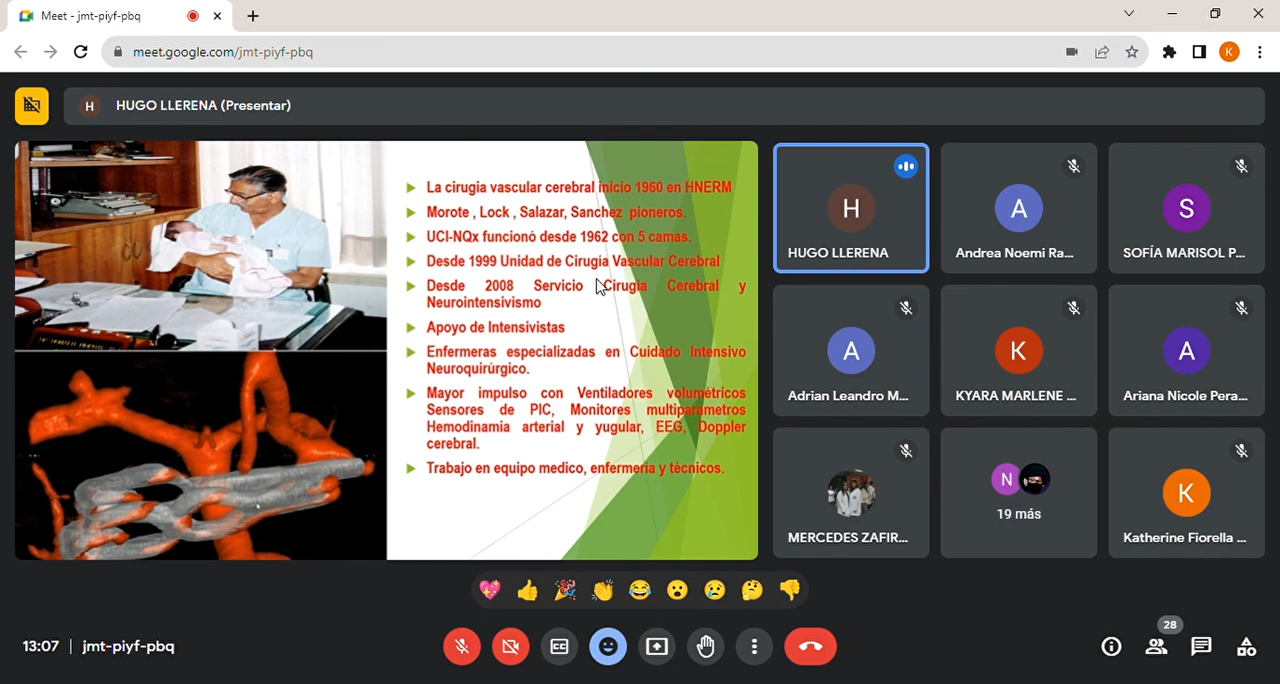 Meet - jmt-piyf-pbq
meet.google.com/jmt-piyf-pbq
K
H HUGO LLERENA (Presentar)
La cirugia vascular cerebral inicio 1960 en HNERM
Morote , Lock , Salazar, Sanchez pioneros.
UCI-NQx funcionó desde 1962 con 5 camas.
Desde 1999 Unidad de Cirugía Vascular Cerebral
Desde 2008 Servicio Cirugía Cerebral y
Neurointensivismo
Apoyo de Intensivistas
Enfermeras especializadas en Cuidado Intensivo
Neuroquirúrgico.
Mayor impulso con Ventiladores volumétricos
Sensores de PIC, Monitores multiparametros
Hemodinamia arterial y yugular, EEG, Doppler
cerebral.
Trabajo en equipo medico, enfermería y técnicos.
H
HUGO LLERENA
A
Andrea Noemi Ra...
S
SOFÍA MARISOL P...
A
Adrian Leandro M...
K
KYARA MARLENE ...
A
Ariana Nicole Pera...
MERCEDES ZAFIR...
N
19 más
K
Katherine Fiorella ...
13:07 | jmt-piyf-pbq
CC
28